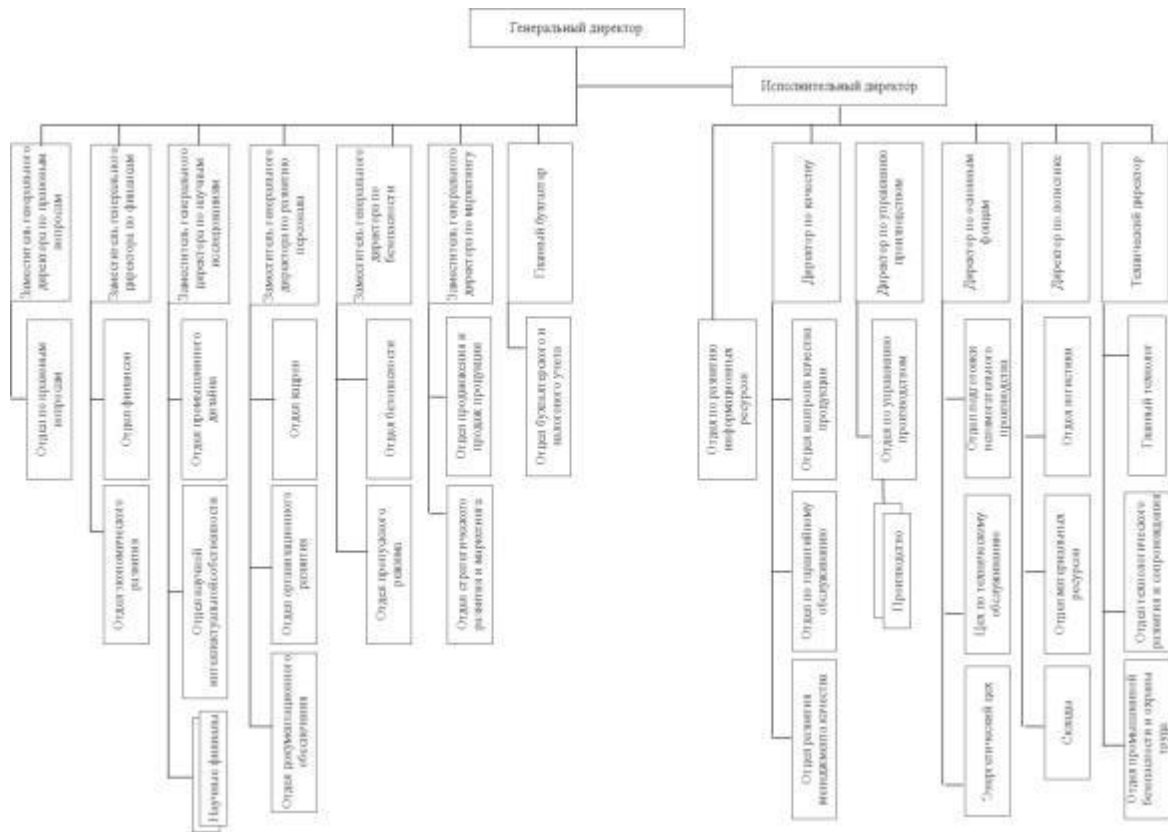 Генеральный директор
Исполнительный директор
Заместитель генерального
директора по правовым
вопросам
Заместитель генерального
директора по финансам
Заместитель генерального
директора по научным
исследованиям
Заместитель генерального
директора по развитию
персонала
Заместитель генерального
директора по
безопасности
Заместитель генерального
директора по маркетингу
Главный бухгалтер
Директор по качеству
Директор по управлению
производством
Директор по основным
фондам
Директор по логистике
Технический директор
Отдел по правовым
вопросам
Отдел финансов
Отдел промышленного
дизайна
Отдел кадров
Отдел безопасности
Отдел продвижения и
продаж продукции
Отдел бухгалтерского и
налогового учета
Отдел по развитию
информационных
ресурсов
Отдел контроля качества
продукции
Отдел по управлению
производством
Отдел подготовки
вспомогательного
производства
Отдел логистики
Главный технолог
Отдел экономического
развития
Отдел научной
интеллектуальной собственности
Отдел организационного
развития
Отдел пропускного
режима
Отдел стратегического
развития и маркетинга
Отдел по гарантийному
обслуживанию
Производство
Цех по техническому
обслуживанию
Отдел материальных
ресурсов
Отдел технологического
развития и сопровождения
Научные филиалы
Отдел документационного
обеспечения
Отдел развития
менеджмента качества
Энергетический цех
Склады
Отдел промышленной
безопасности и охраны
труда